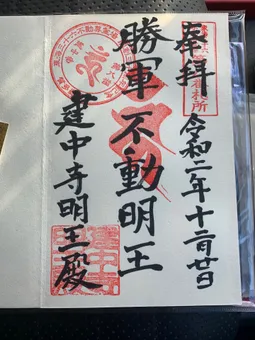 奉拝
令和二年十二月廿日
勝軍不動明王
建中寺明王殿